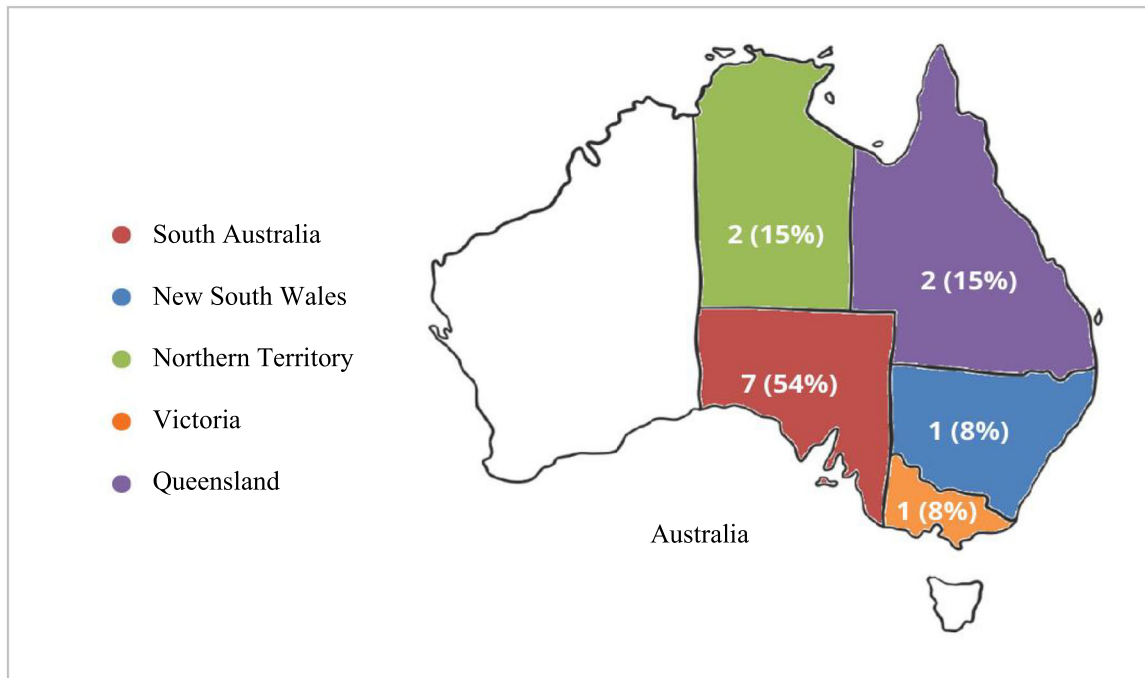 South Australia
New South Wales
Northern Territory
Victoria
Queensland
2 (15%)
2 (15%)
7 (54%)
1 (8%)
1 (8%)
Australia